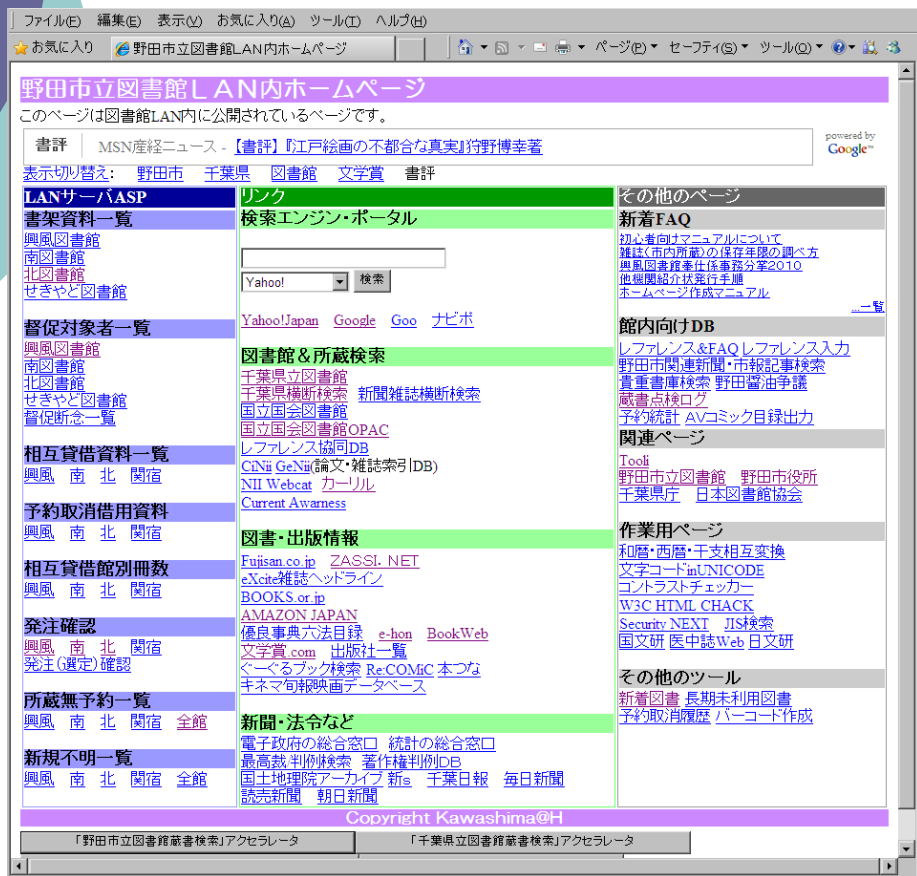 ファイル(F) 編集(E) 表示(V) お気に入り(A) ツール(T) ヘルプ(H)
お気に入り 野田市立図書館LAN内ホームページ ページ(P) セーフティ(S) ツール(O)
野田市立図書館LAN内ホームページ
このページは図書館LAN内に公開されているページです。
書評 MSN産経ニュース - 【書評】『江戸絵画の不都合な真実』狩野博幸著
powered by
Google™
表示切り替え: 野田市 千葉県 図書館 文学賞 書評
LANサーバASP
書架資料一覧
興風図書館
南図書館
北図書館
せきやど図書館
督促対象者一覧
興風図書館
南図書館
北図書館
せきやど図書館
督促断念一覧
相互貸借資料一覧
興風 南 北 関宿
予約取消借用資料
興風 南 北 関宿
相互貸借館別冊数
興風 南 北 関宿
発注確認
興風 南 北 関宿
発注(選定)確認
所蔵無予約一覧
興風 南 北 関宿 全館
新規不明一覧
興風 南 北 関宿 全館
リンク
検索エンジン・ポータル
Yahoo! 検索
Yahoo!Japan Google Goo ナビポ
図書館&所蔵検索
千葉県立図書館
千葉県横断検索 新聞雑誌横断検索
国立国会図書館
国立国会図書館OPAC
レファレンス協同DB
CiNii GeNii(論文・雑誌索引DB)
NII Webcat カーリル
Current Awarness
図書・出版情報
Fujisan.co.jp ZASSI. NET
eXcite雑誌ヘッドライン
BOOKS.or.jp
AMAZON JAPAN
優良事典六法目録 e-hon BookWeb
文学賞.com 出版社一覧
ぐーぐるブック検索 Re:COMiC 本つな
キネマ旬報映画データベース
新聞・法令など
電子政府の総合窓口 統計の総合窓口
最高裁判例検索 著作権判例DB
国土地理院アーカイブ 新s 千葉日報 毎日新聞
読売新聞 朝日新聞
その他のページ
新着FAQ
初心者向けマニュアルについて
雑誌(市内所蔵)の保存年限の調べ方
興風図書館奉仕係事務分掌2010
他機関紹介状発行手順
ホームページ作成マニュアル
...一覧
館内向けDB
レファレンス&FAQ レファレンス入力
野田市関連新聞・市報記事検索
貴重書庫検索 野田醤油争議
蔵書点検ログ
予約統計 AVコミック目録出力
関連ページ
Tooli
野田市立図書館 野田市役所
千葉県庁 日本図書館協会
作業用ページ
和暦・西暦・干支相互変換
文字コードinUNICODE
コントラストチェッカー
W3C HTML CHACK
Security NEXT JIS検索
国文研 医中誌Web 日文研
その他のツール
新着図書 長期未利用図書
予約取消履歴 バーコード作成
Copyright Kawashima@H
「野田市立図書館蔵書検索」アクセラレータ 「千葉県立図書館蔵書検索」アクセラレータ